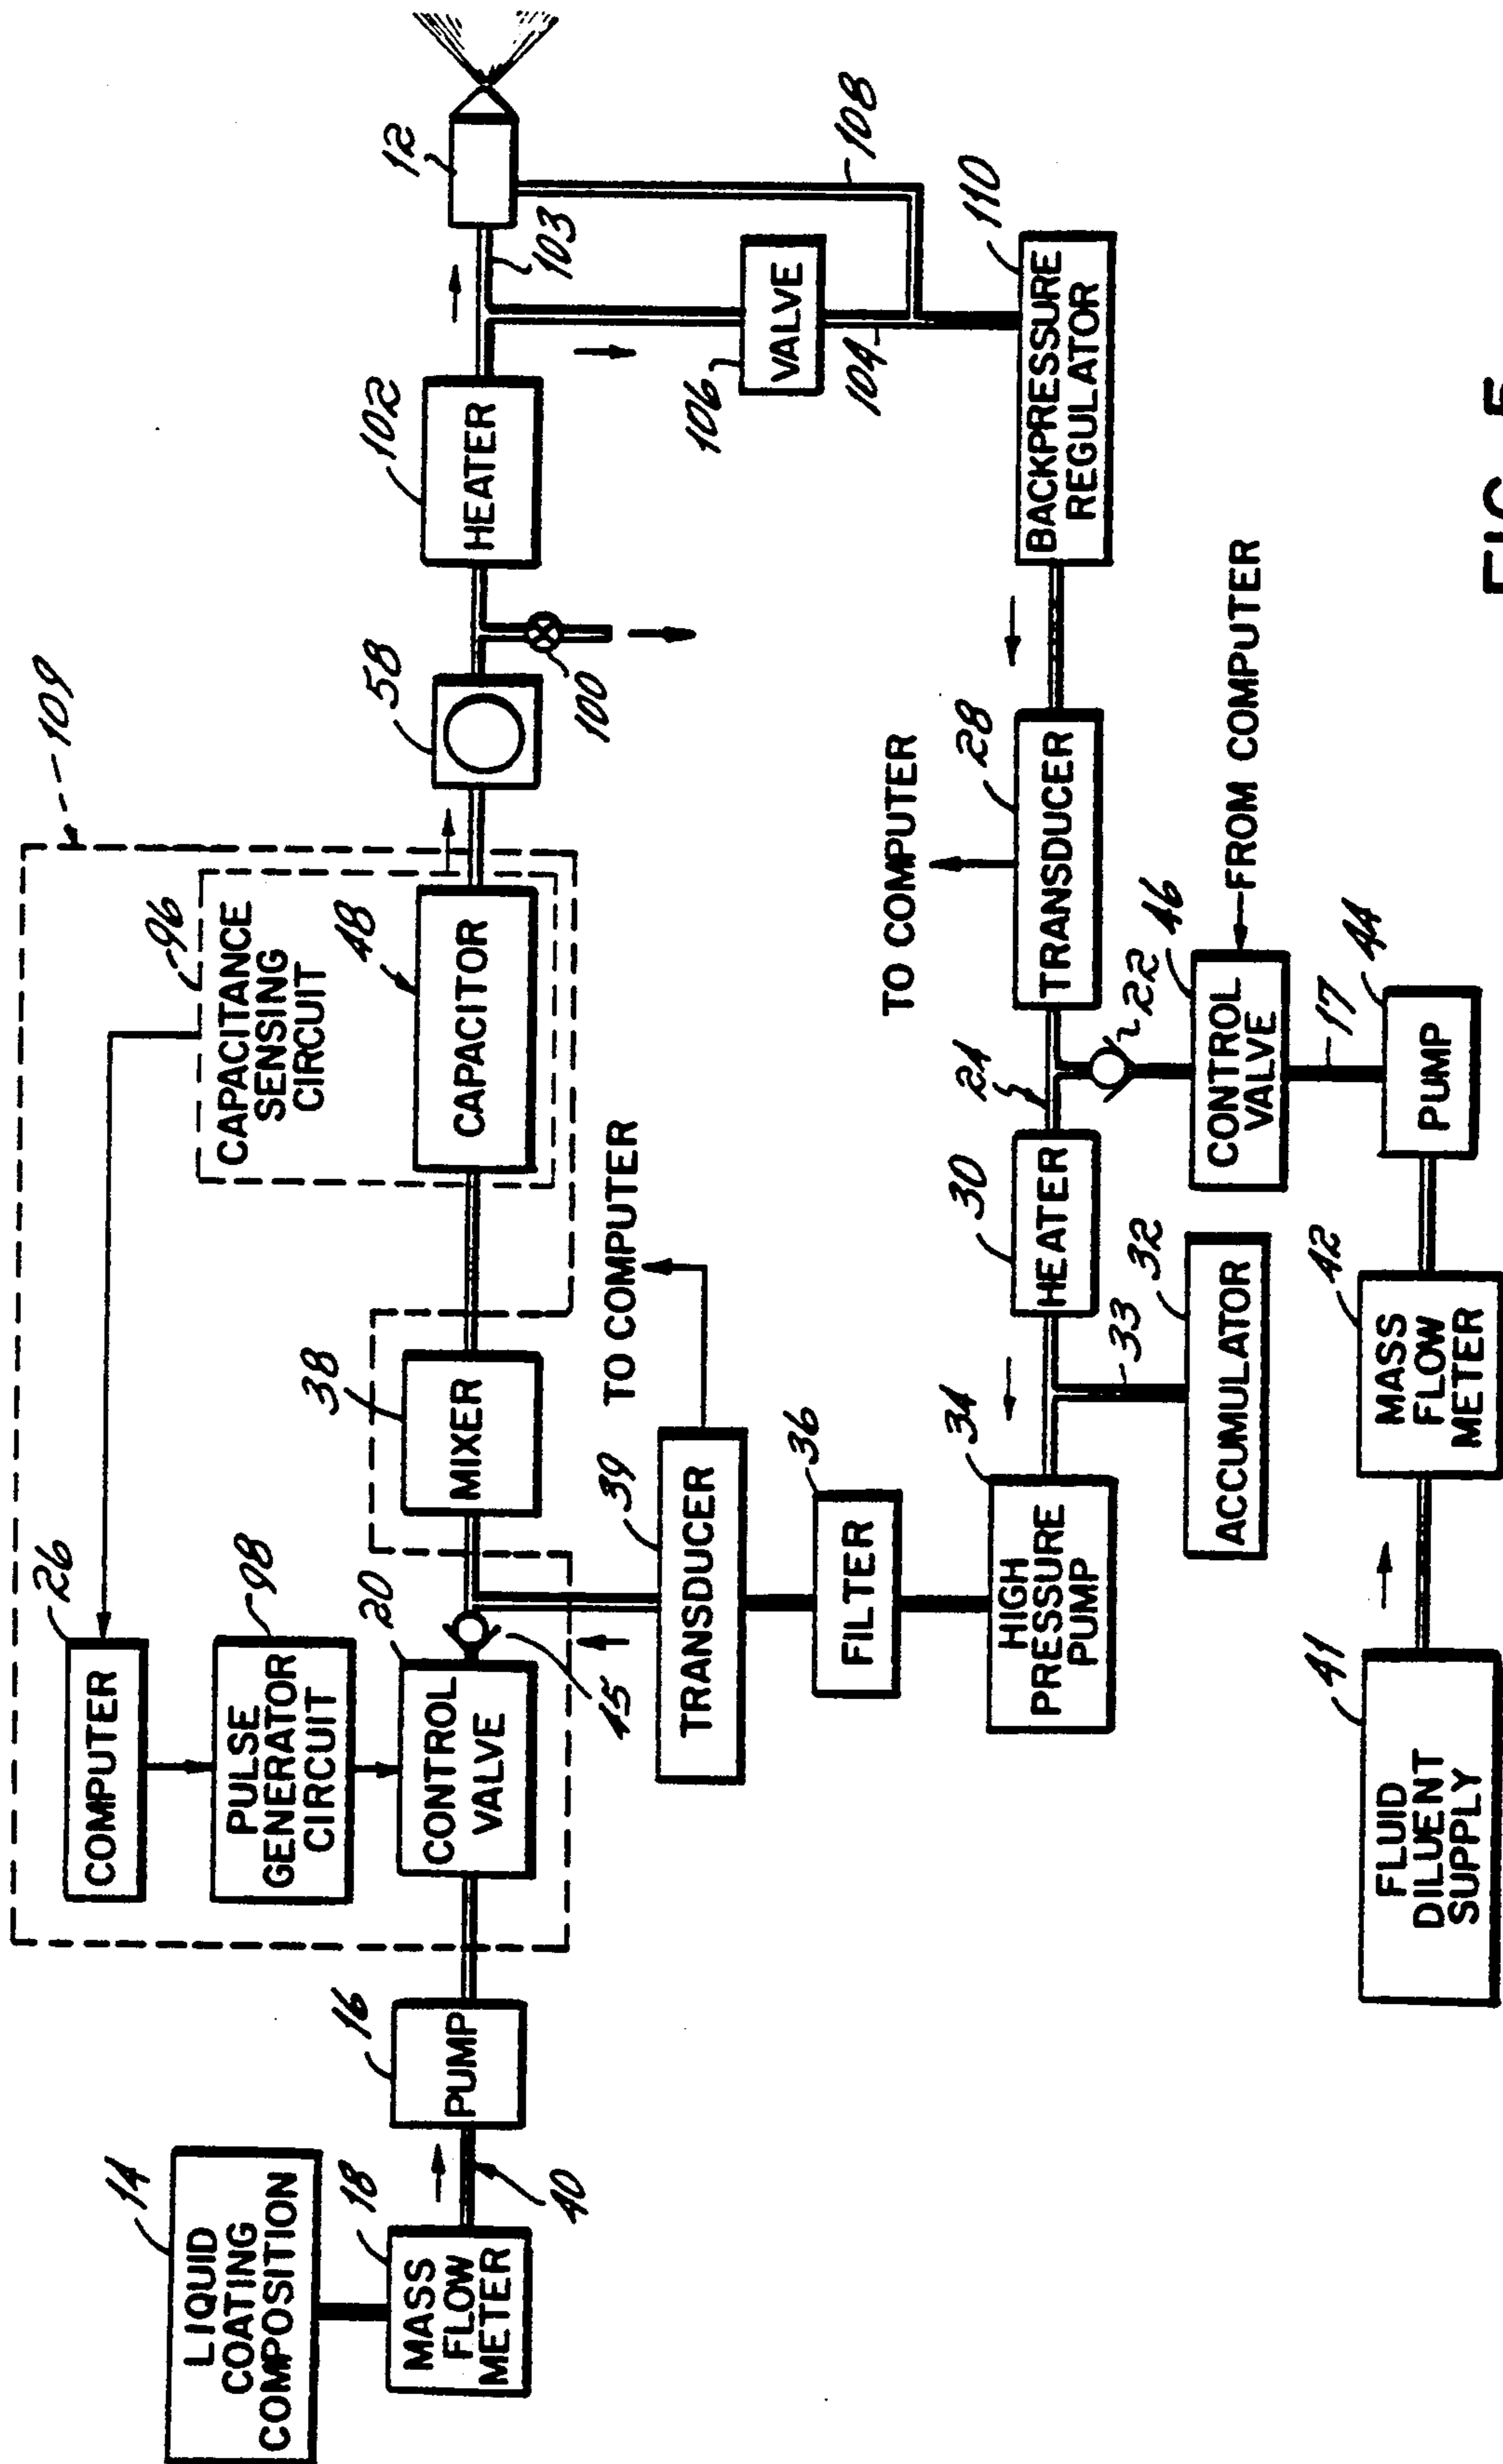 109
96
CAPACITANCE
SENSING
CIRCUIT
26
COMPUTER
98
PULSE
GENERATOR
CIRCUIT
14
LIQUID
COATING
COMPOSITION
18
MASS
FLOW
METER
40
16
PUMP
20
CONTROL
VALVE
15
38
MIXER
48
CAPACITOR
58
100
102
HEATER
12
103
108
106
VALVE
104
TO COMPUTER
39
TRANSDUCER
36
FILTER
34
HIGH
PRESSURE
PUMP
33
32
ACCUMULATOR
30
HEATER
24
TO COMPUTER
28
TRANSDUCER
110
BACKPRESSURE
REGULATOR
22
46
CONTROL
VALVE
FROM COMPUTER
17
44
PUMP
42
MASS
FLOW
METER
41
FLUID
DILUENT
SUPPLY